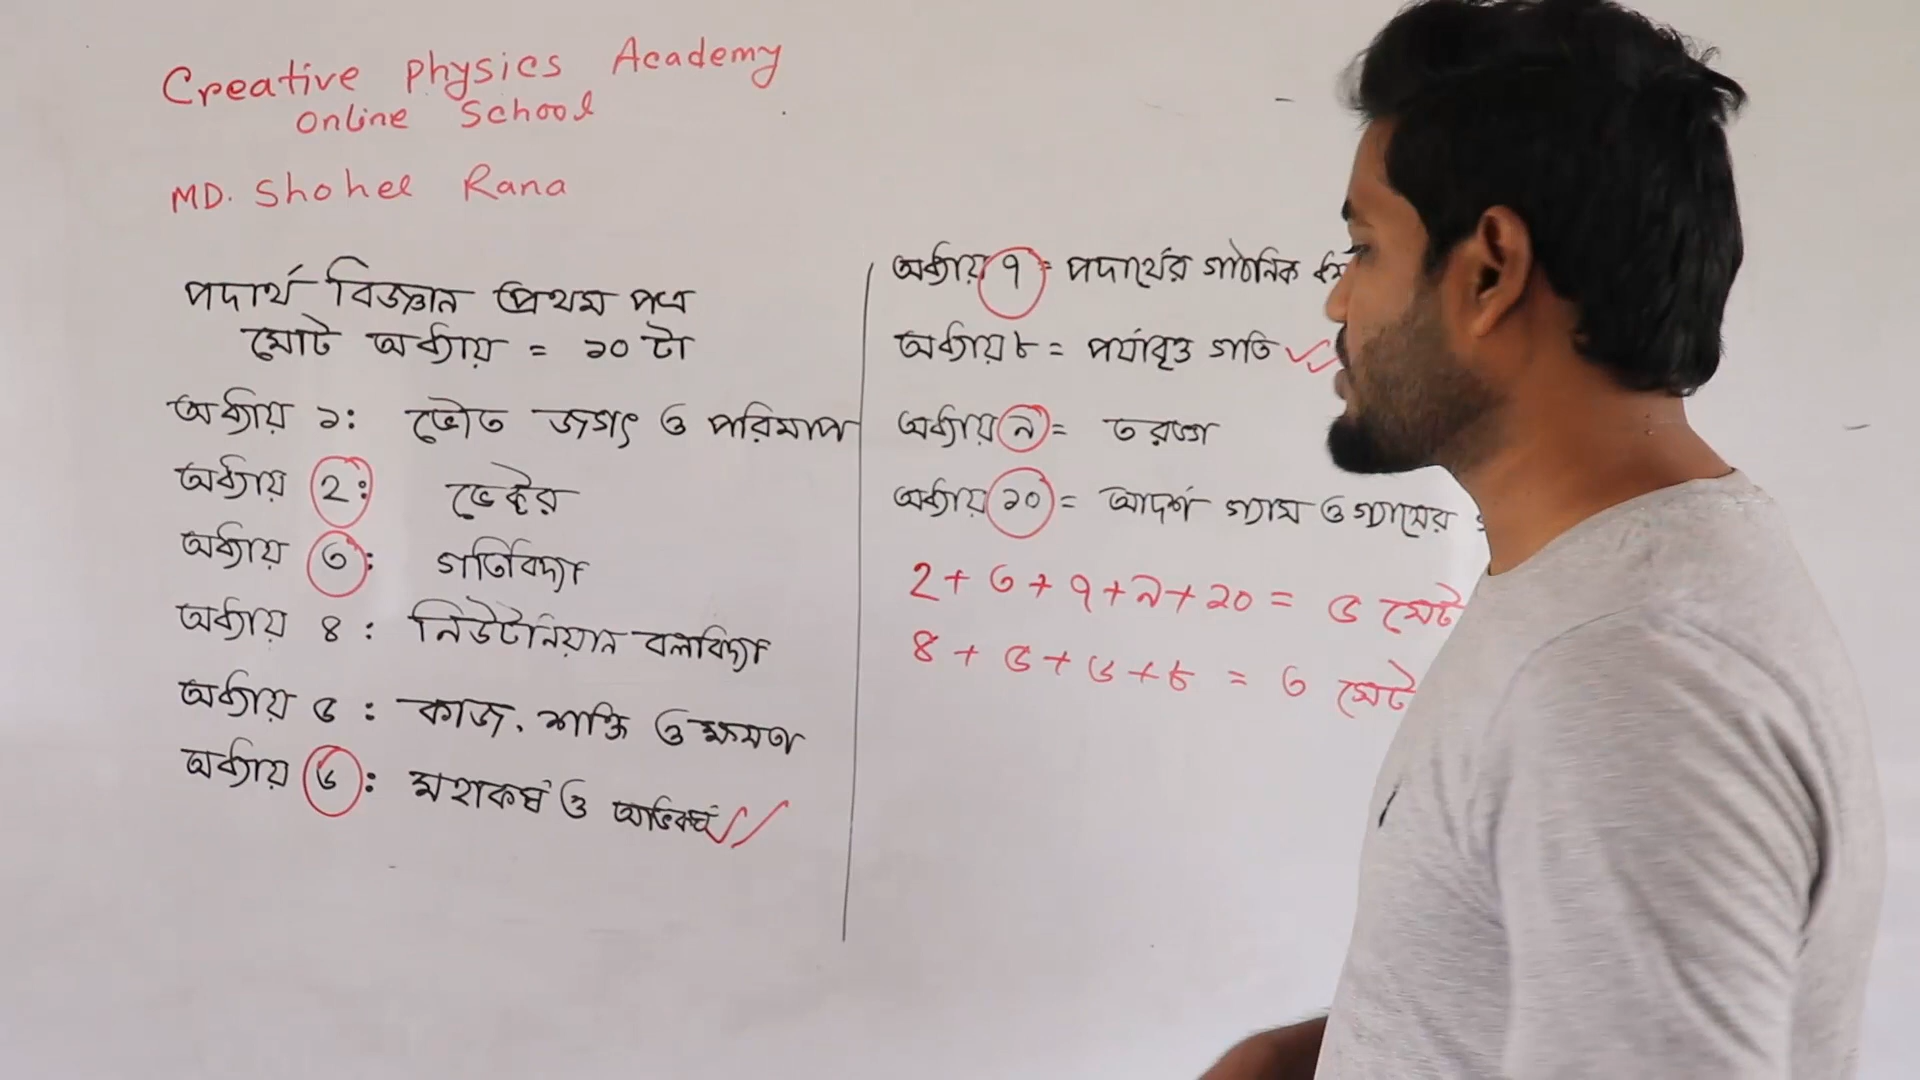 Creative Physics Academy
Online School
MD. Shohel Rana
পদার্থ বিজ্ঞান প্রথম পত্র
মোট অধ্যায় = ১০ টা
অধ্যায় ১: ভৌত জগৎ ও পরিমাপ
অধ্যায় ২: ভেক্টর
অধ্যায় ৩: গতিবিদ্যা
অধ্যায় ৪: নিউটনিয়ান বলবিদ্যা
অধ্যায় ৫: কাজ, শক্তি ও ক্ষমতা
অধ্যায় ৬: মহাকর্ষ ও অভিকর্ষ
অধ্যায় ৭ = পদার্থের গাঠনিক
অধ্যায় ৮ = পর্যাবৃত্ত গতি
অধ্যায় ৯ = তরঙ্গ
অধ্যায় ১০ = আদর্শ গ্যাস ও গ্যাসের
২ + ৩ + ৭ + ৯ + ১০ = ৫ সেট
৪ + ৫ + ৬ + ৮ = ৩ সেট